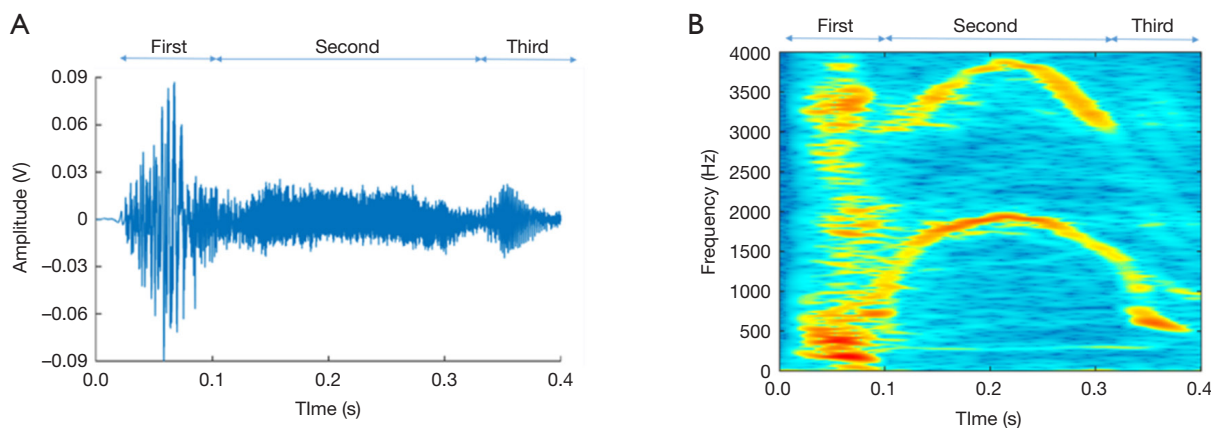 A
First Second Third
0.09
0.06
0.03
0
−0.03
−0.06
−0.09
Amplitude (V)
0.0 0.1 0.2 0.3 0.4
TIme (s)
B
First Second Third
4000
3500
3000
2500
2000
1500
1000
500
0
Frequency (Hz)
0.0 0.1 0.2 0.3 0.4
TIme (s)